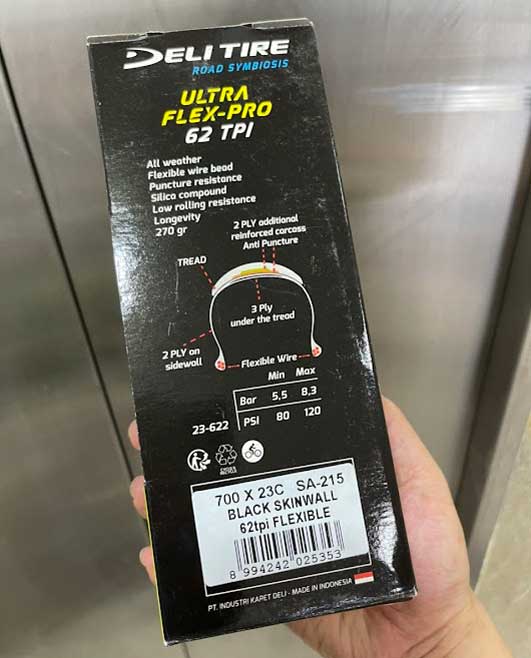 DELI TIRE
ROAD SYMBIOSIS
ULTRA
FLEX-PRO
62 TPI
All weather
Flexible wire bead
Puncture resistance
Silica compound
Low rolling resistance
Longevity
270 gr
2 PLY additional
reinforced carcass
Anti Puncture
TREAD
3 Ply
under the tread
2 PLY on
sidewall
Flexible Wire
Min Max
Bar 5,5 8,3
PSI 80 120
23-622
700 X 23C SA-215
BLACK SKINWALL
62tpi FLEXIBLE
8 994242 025353
PT. INDUSTRI KARET DELI - MADE IN INDONESIA